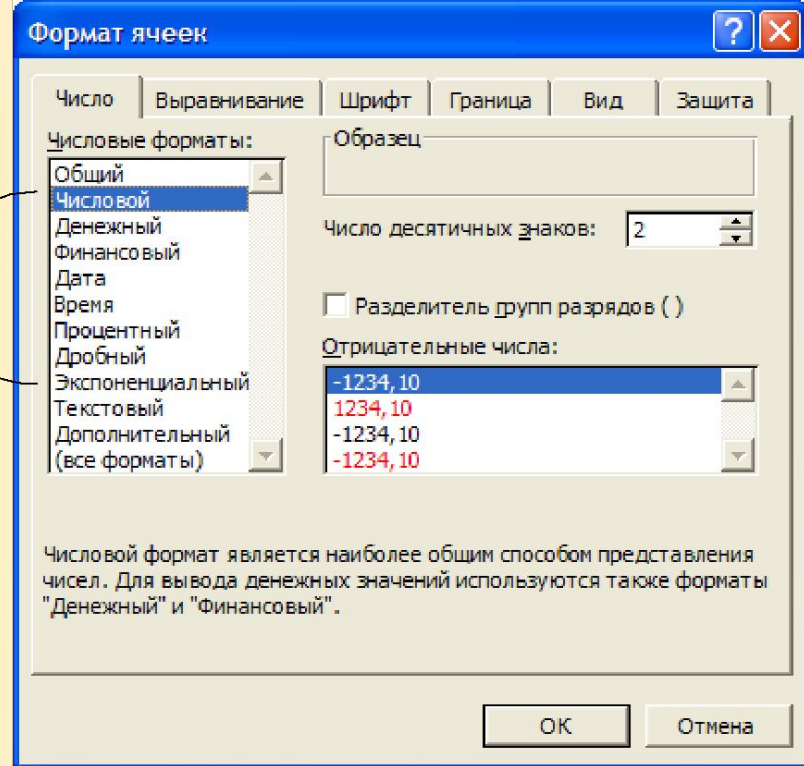 Формат ячеек
Число
Выравнивание
Шрифт
Граница
Вид
Защита
Числовые форматы:
Общий
Числовой
Денежный
Финансовый
Дата
Время
Процентный
Дробный
Экспоненциальный
Текстовый
Дополнительный
(все форматы)
Образец
Число десятичных знаков:
2
Разделитель групп разрядов ( )
Отрицательные числа:
-1234,10
1234,10
-1234,10
-1234,10
Числовой формат является наиболее общим способом представления
чисел. Для вывода денежных значений используются также форматы
"Денежный" и "Финансовый".
ОК
Отмена